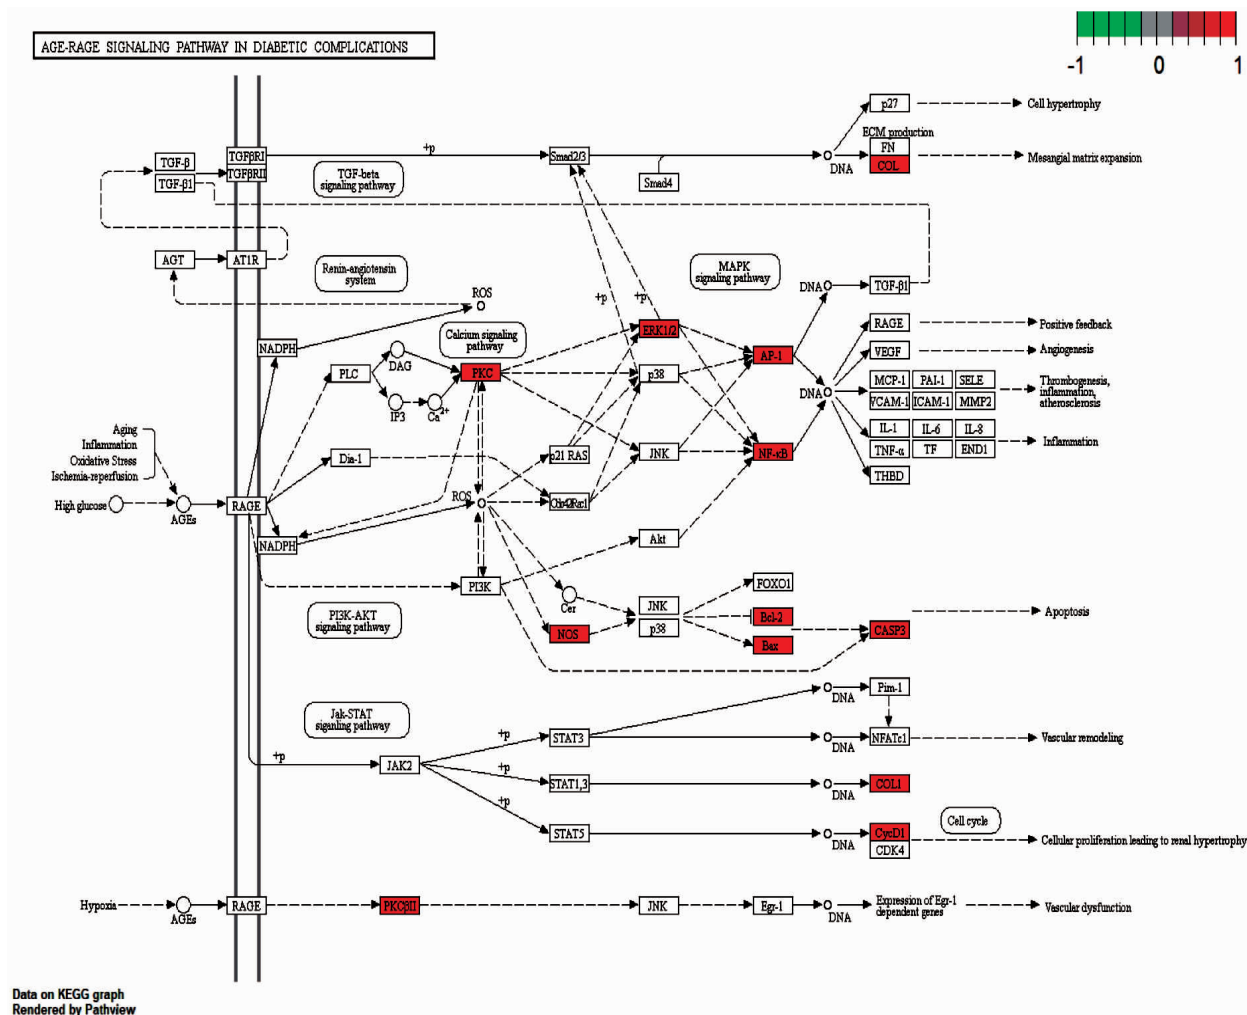 AGE-RAGE SIGNALING PATHWAY IN DIABETIC COMPLICATIONS
-1 0 1
p27
Cell hypertrophy
ECM production
FN
COL
DNA
Mesangial matrix expansion
TGF-β
TGF-β1
TGFβRI
TGFβRII
+p
TGF-beta
signaling pathway
Smad2/3
Smad4
AGT
AT1R
Renin-angiotensin
system
ROS
MAPK
signaling pathway
+p
+p
DNA
TGF-β1
NADPH
Calcium signaling
pathway
ERK1/2
RAGE
Positive feedback
PLC
DAG
PKC
p38
AP-1
VEGF
Angiogenesis
IP3
Ca2+
DNA
MCP-1
PAI-1
SELE
VCAM-1
ICAM-1
MMP2
Thrombogenesis,
inflammation,
atherosclerosis
Aging
Inflammation
Oxidative Stress
Ischemia-reperfusion
Dia-1
p21 RAS
JNK
NF-κB
IL-1
IL-6
IL-8
TNF-α
TF
END1
Inflammation
THBD
High glucose
AGEs
RAGE
ROS
NADPH
Akt
PI3K
Cer
FOXO1
PI3K-AKT
signaling pathway
NOS
JNK
p38
Bcl-2
Bax
CASP3
Apoptosis
Jak-STAT
siganling pathway
+p
JAK2
+p
STAT3
DNA
Pim-1
DNA
NFATc1
Vascular remodeling
+p
STAT1,3
DNA
COL1
+p
STAT5
DNA
CycD1
CDK4
Cell cycle
Cellular proliferation leading to renal hypertrophy
Hypoxia
AGEs
RAGE
PKCβII
JNK
Egr-1
DNA
Expression of Egr-1
dependent genes
Vascular dysfunction
Data on KEGG graph
Rendered by Pathview